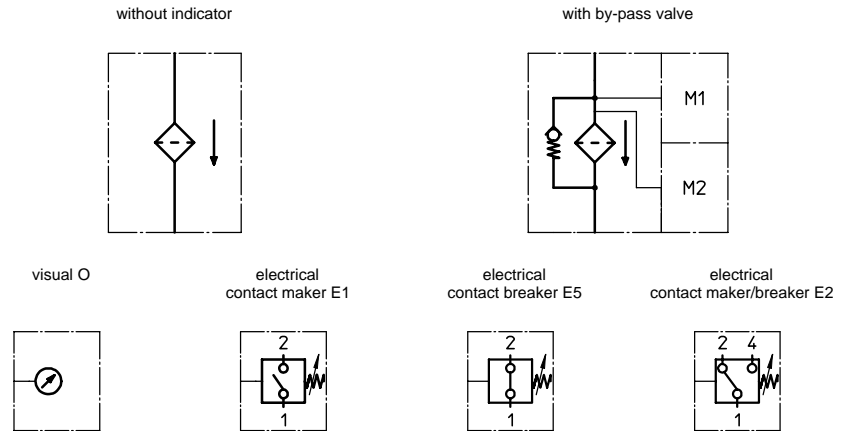 without indicator
with by-pass valve
M1
M2
visual O
electrical
contact maker E1
electrical
contact breaker E5
electrical
contact maker/breaker E2
2
1
2
1
2 4
1